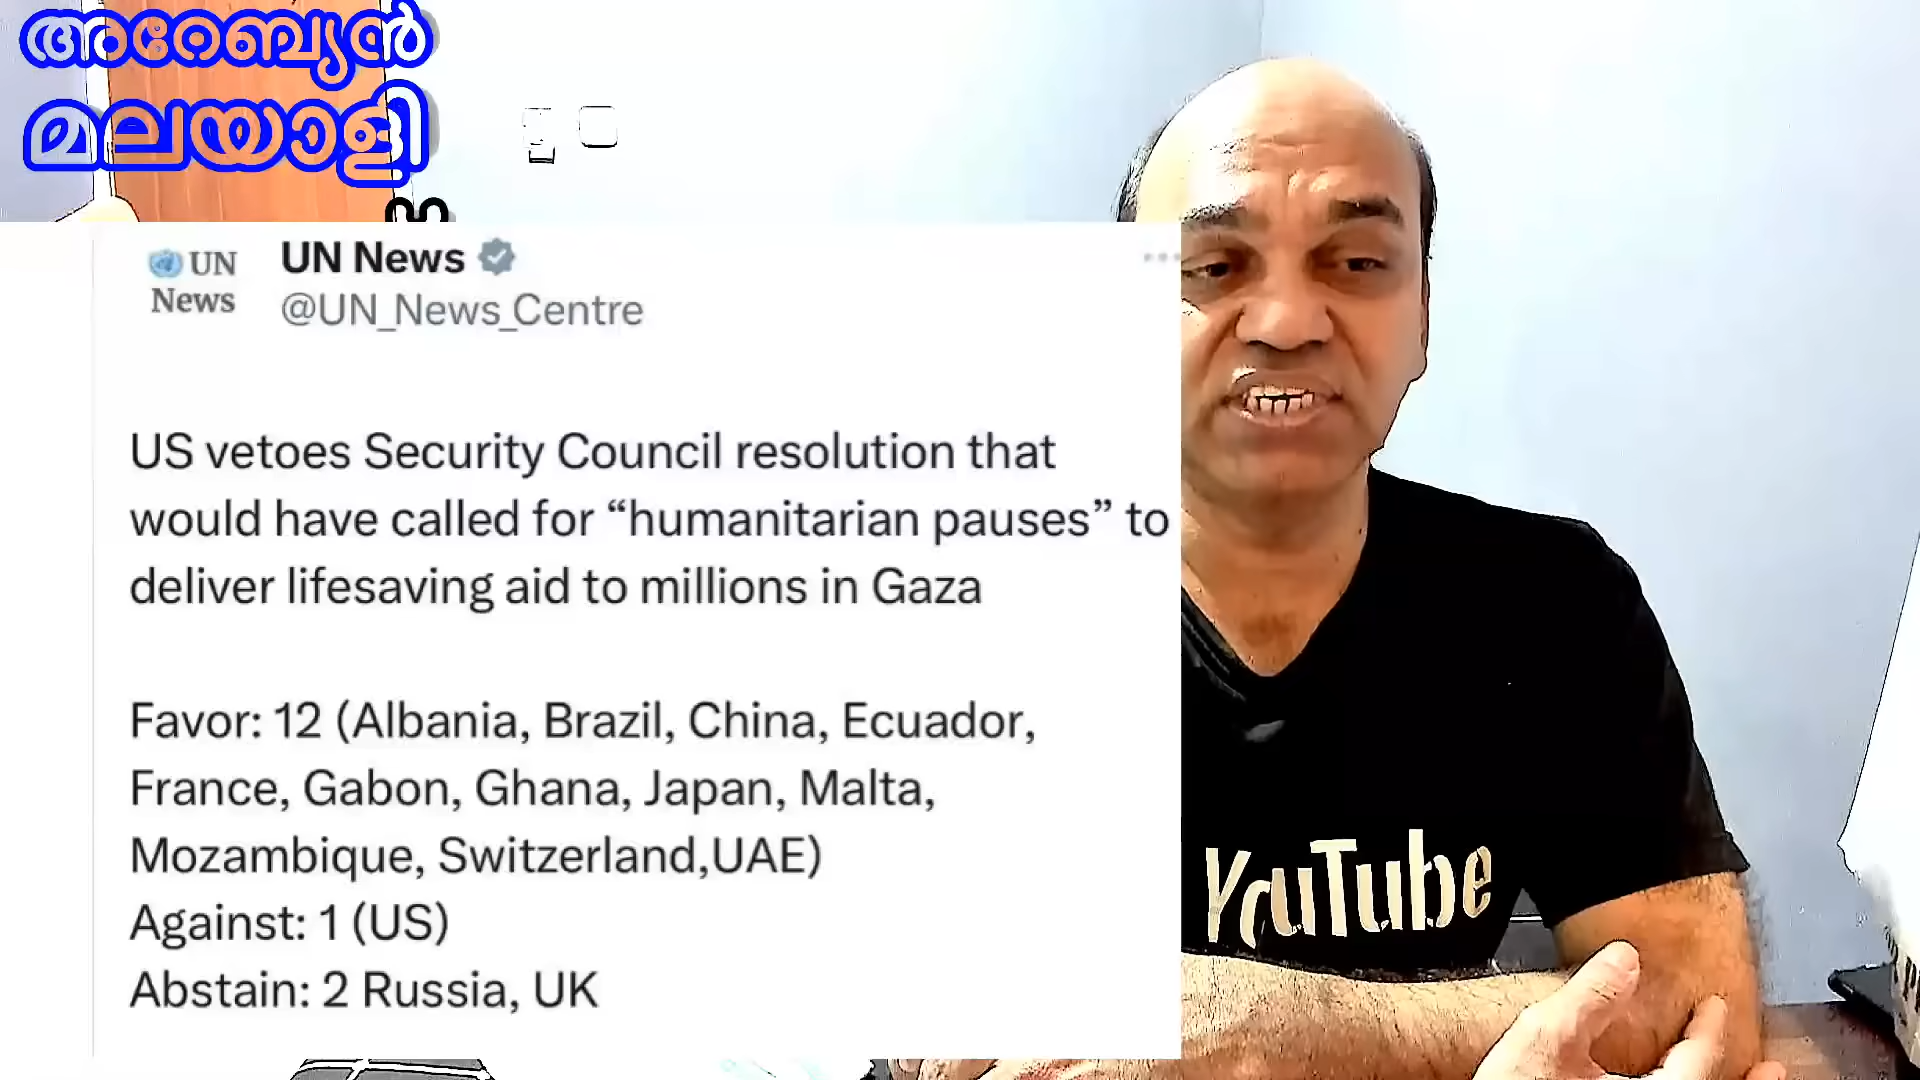 അറേബ്യൻ
മലയാളി
UN News
UN News
@UN_News_Centre
US vetoes Security Council resolution that
would have called for “humanitarian pauses” to
deliver lifesaving aid to millions in Gaza
Favor: 12 (Albania, Brazil, China, Ecuador,
France, Gabon, Ghana, Japan, Malta,
Mozambique, Switzerland,UAE)
Against: 1 (US)
Abstain: 2 Russia, UK
YouTube